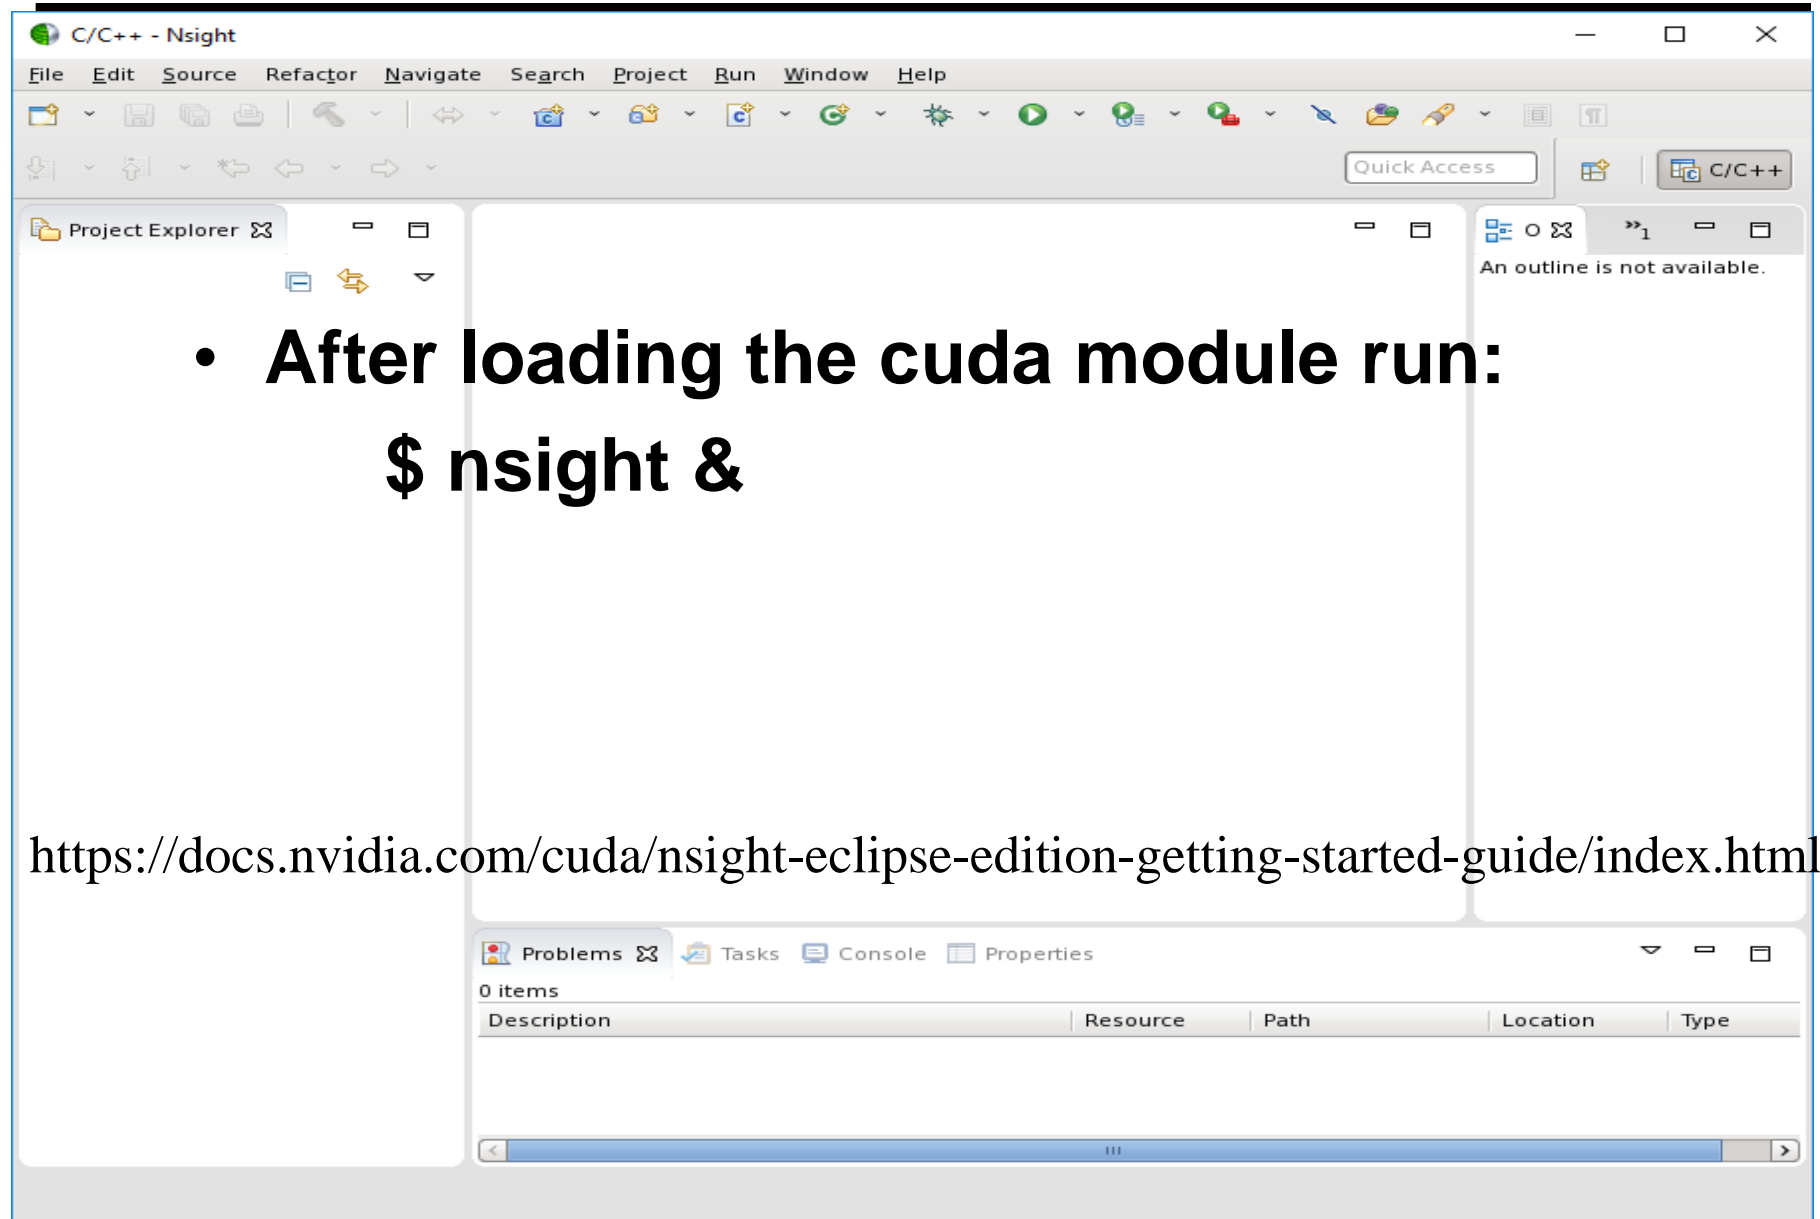 C/C++ - Nsight
File Edit Source Refactor Navigate Search Project Run Window Help
Quick Access
C/C++
Project Explorer
O
»1
An outline is not available.
• After loading the cuda module run:
$ nsight &
https://docs.nvidia.com/cuda/nsight-eclipse-edition-getting-started-guide/index.html
Problems Tasks Console Properties
0 items
Description Resource Path Location Type